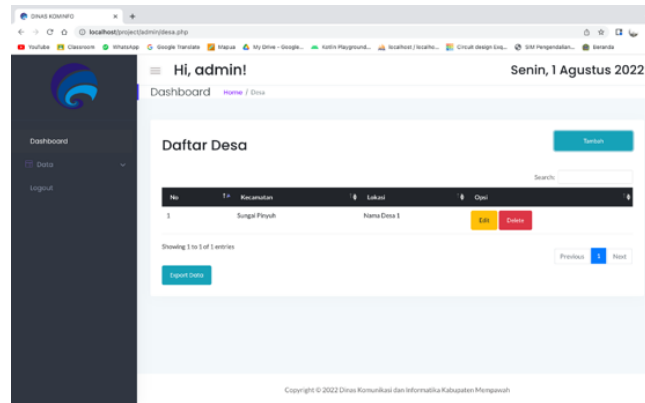 DINAS KOMINFO
localhost/project/admin/desa.php
YouTube Classroom WhatsApp Google Translate Mapua My Drive - Google... Kotlin Playground... localhost / localho... Circuit design Exq... SIM Pengendalian... Beranda
Hi, admin! Senin, 1 Agustus 2022
Dashboard Home / Desa
Dashboard
Data
Logout
Daftar Desa Tambah
Search:
No Kecamatan Lokasi Opsi
1 Sungai Pinyuh Nama Desa 1 Edit Delete
Showing 1 to 1 of 1 entries
Previous 1 Next
Export Data
Copyright © 2022 Dinas Komunikasi dan Informatika Kabupaten Mempawah